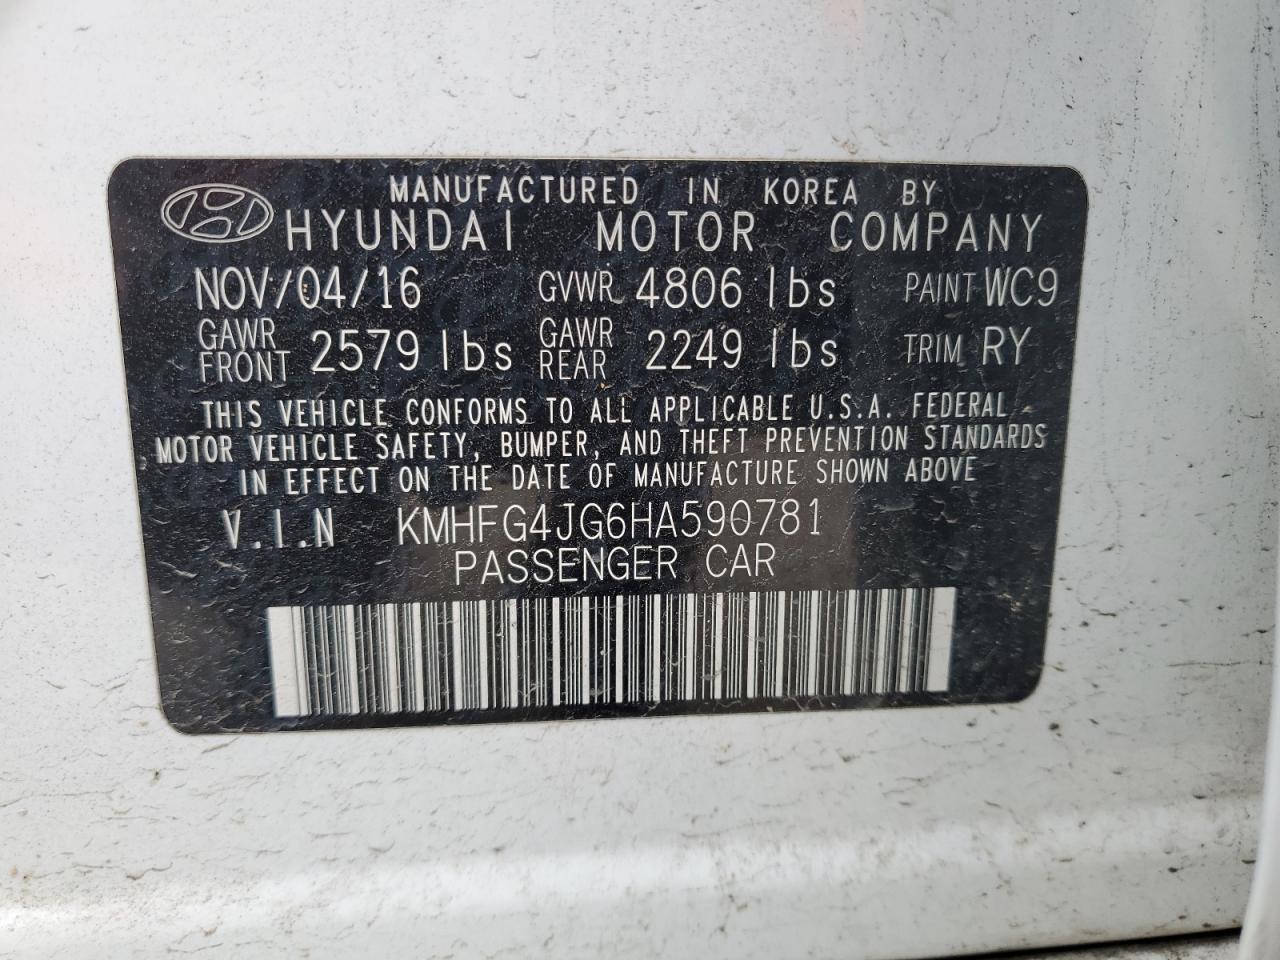 MANUFACTURED IN KOREA BY
HYUNDAI MOTOR COMPANY
NOV/04/16 GVWR 4806 lbs PAINT WC9
GAWR FRONT 2579 lbs GAWR REAR 2249 lbs TRIM RY
THIS VEHICLE CONFORMS TO ALL APPLICABLE U.S.A. FEDERAL
MOTOR VEHICLE SAFETY, BUMPER, AND THEFT PREVENTION STANDARDS
IN EFFECT ON THE DATE OF MANUFACTURE SHOWN ABOVE
V.I.N KMHFG4JG6HA590781
PASSENGER CAR